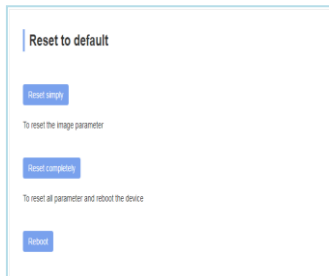 Reset to default
Reset simply
To reset the image parameter
Reset completely
To reset all parameter and reboot the device
Reboot